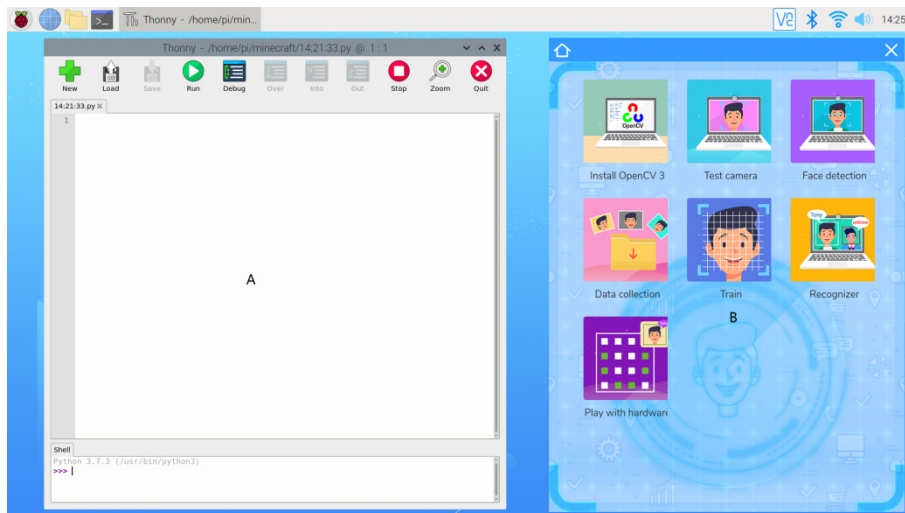 Thonny - /home/pi/min...
14:25
Thonny - /home/pi/minecraft/14:21:33.py @ 1 : 1
New Load Save Run Debug Over Into Out Stop Zoom Quit
14:21:33.py
1
A
Shell
Python 3.7.3 (/usr/bin/python3)
>>>
OpenCV
Install OpenCV 3 Test camera Face detection
Tony
Data collection Train Recognizer
B
Play with hardware